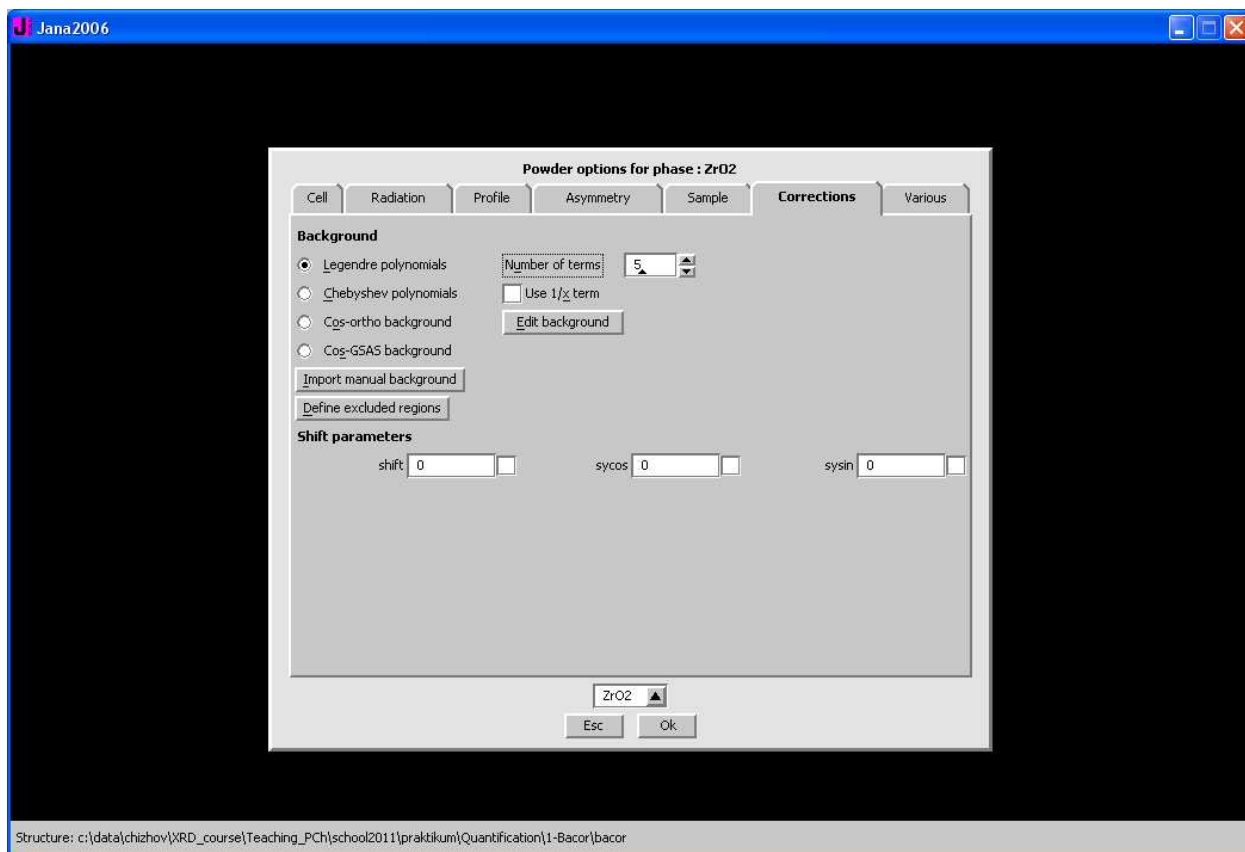 Jana2006
Powder options for phase : ZrO2
Cell Radiation Profile Asymmetry Sample Corrections Various
Background
Legendre polynomials Number of terms 5
Chebyshev polynomials Use 1/x term
Cos-ortho background Edit background
Cos-GSAS background
Import manual background
Define excluded regions
Shift parameters
shift 0 sycos 0 sysin 0
ZrO2
Esc Ok
Structure: c:\data\chizhov\XRD_course\Teaching_PCh\school2011\praktikum\Quantification\1-Bacor\bacor